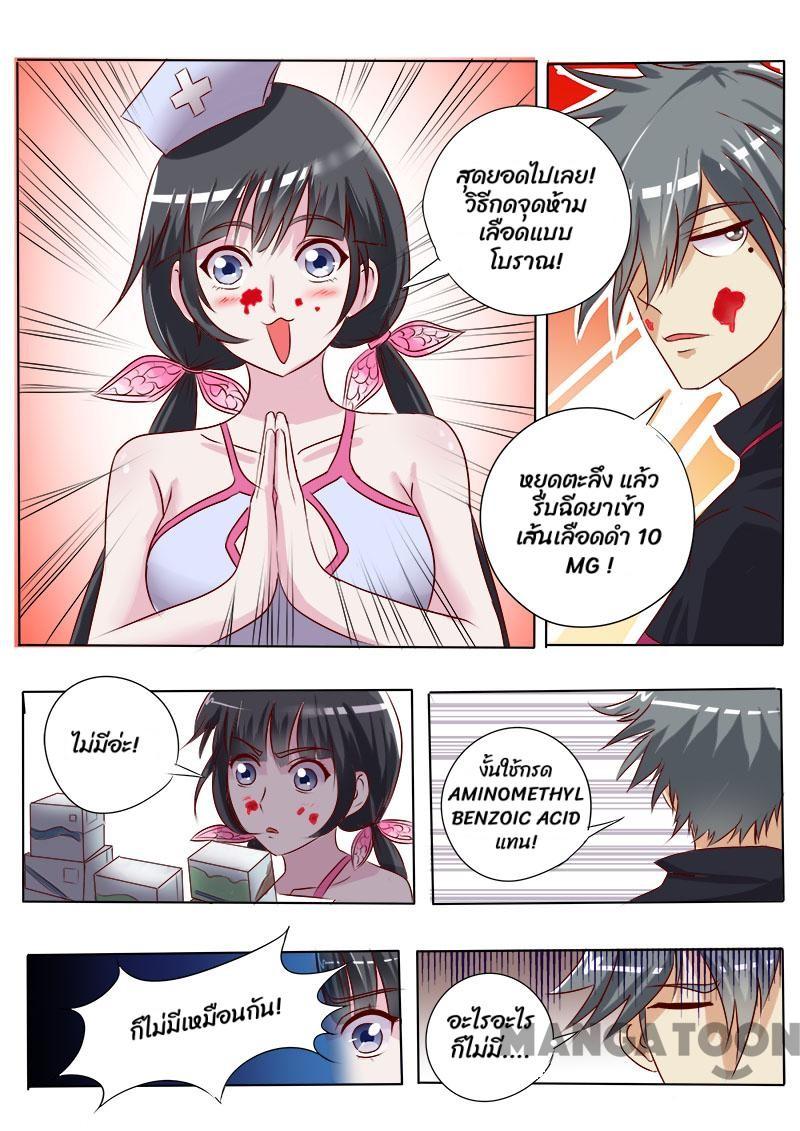 สุดยอดไปเลย!
วิธีกดจุดห้าม
เลือดแบบ
โบราณ!
หยุดตะลึง แล้ว
รีบฉีดยาเข้า
เส้นเลือดดำ 10
MG !
ไม่มีอ่ะ!
งั้นใช้กรด
AMINOMETHYL
BENZOIC ACID
แทน!
ก็ไม่มีเหมือนกัน!
อะไรอะไร
ก็ไม่มี....
MANGATOON